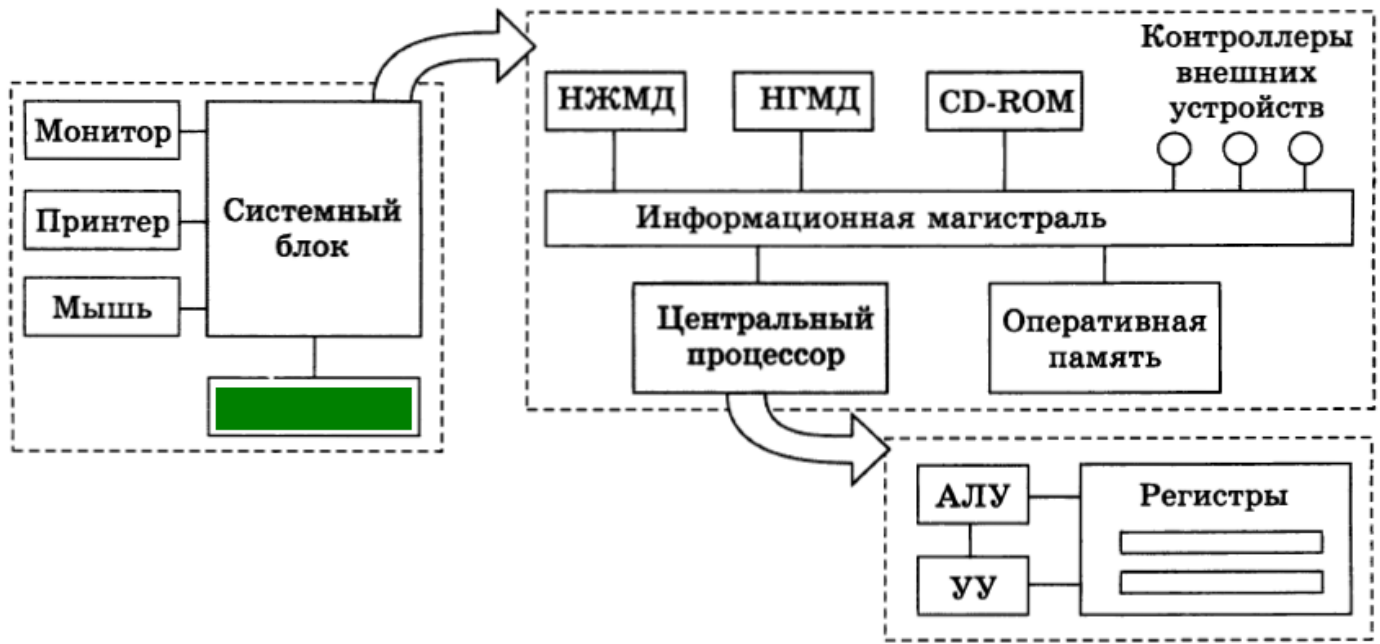 Монитор
Принтер
Мышь
Системный
блок
НЖМД
НГМД
CD-ROM
Контроллеры
внешних
устройств
Информационная магистраль
Центральный
процессор
Оперативная
память
АЛУ
УУ
Регистры